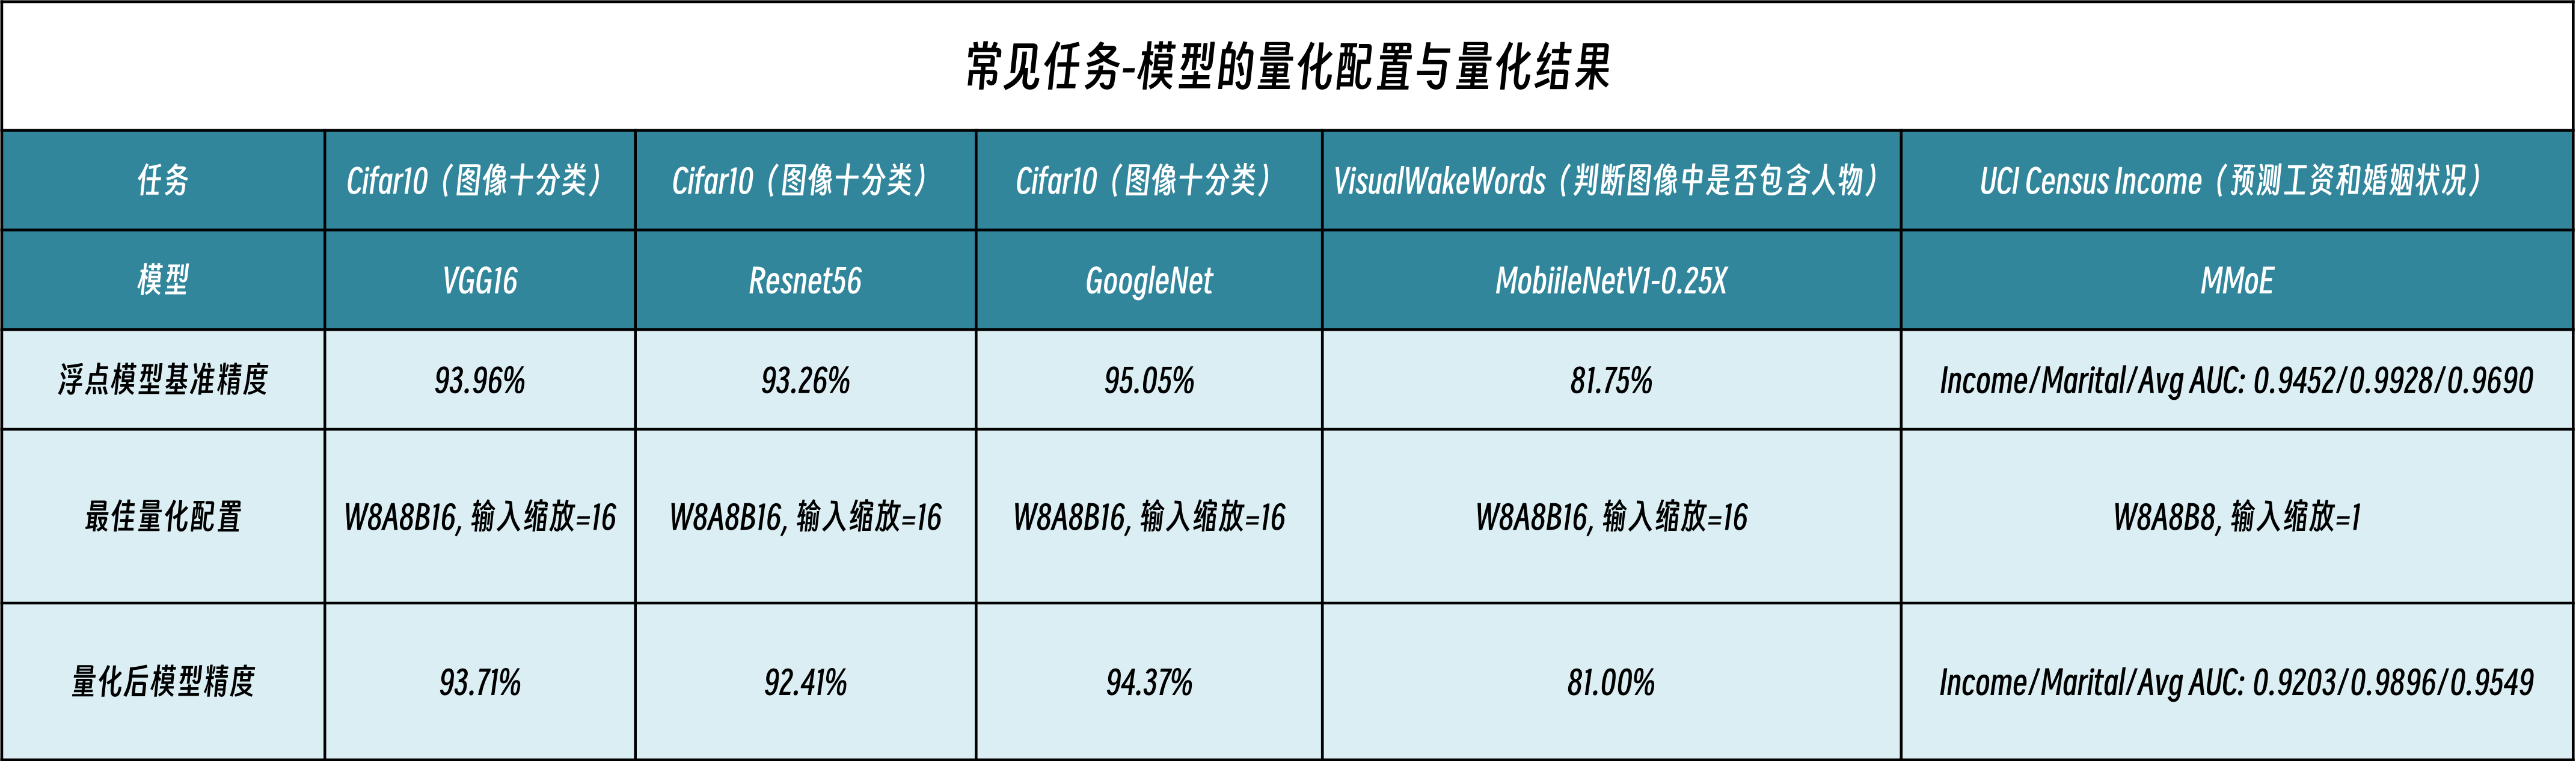 常见任务-模型的量化配置与量化结果
任务 Cifar10（图像十分类） Cifar10（图像十分类） Cifar10（图像十分类） VisualWakeWords（判断图像中是否包含人物） UCI Census Income（预测工资和婚姻状况）
模型 VGG16 Resnet56 GoogleNet MobiileNetV1-0.25X MMoE
浮点模型基准精度 93.96% 93.26% 95.05% 81.75% Income/Marital/Avg AUC: 0.9452/0.9928/0.9690
最佳量化配置 W8A8B16, 输入缩放=16 W8A8B16, 输入缩放=16 W8A8B16, 输入缩放=16 W8A8B16, 输入缩放=16 W8A8B8, 输入缩放=1
量化后模型精度 93.71% 92.41% 94.37% 81.00% Income/Marital/Avg AUC: 0.9203/0.9896/0.9549